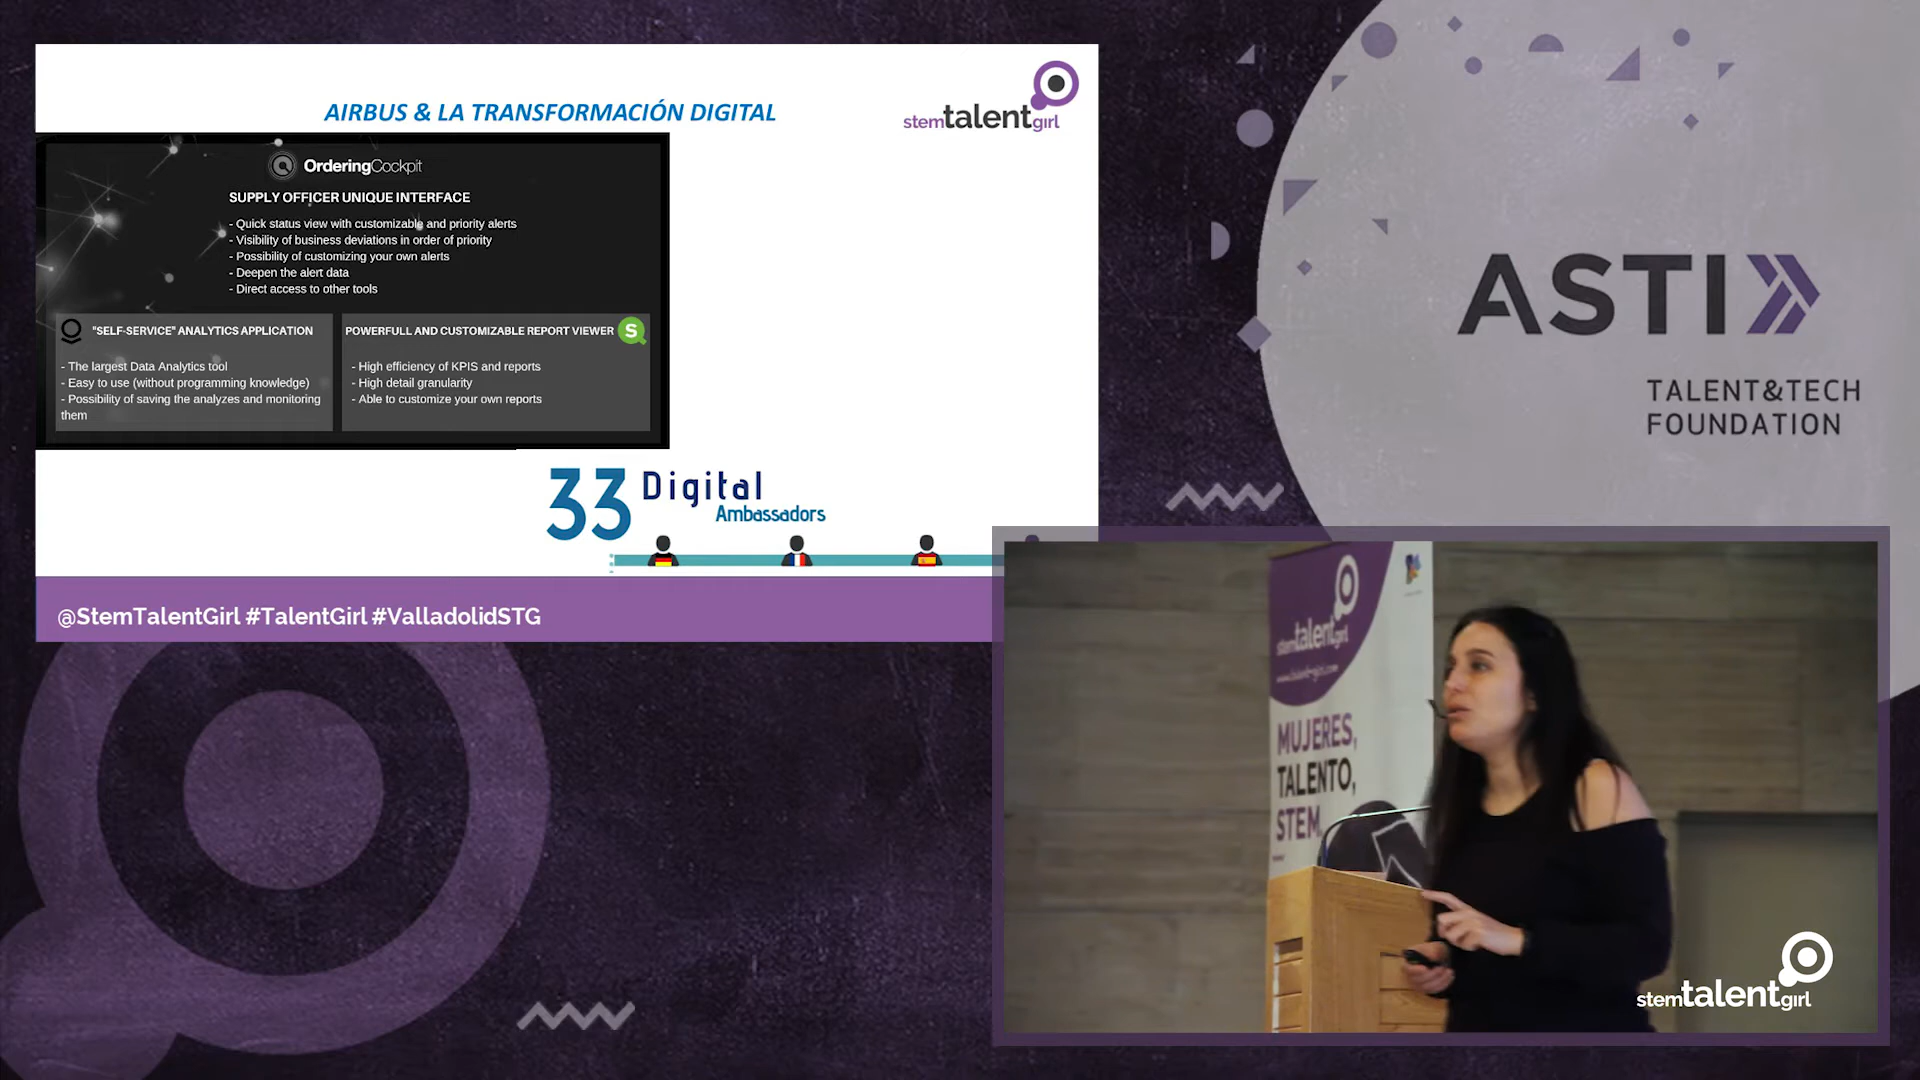 AIRBUS & LA TRANSFORMACIÓN DIGITAL
stemtalentgirl
OrderingCockpit
SUPPLY OFFICER UNIQUE INTERFACE
- Quick status view with customizable and priority alerts
- Visibility of business deviations in order of priority
- Possibility of customizing your own alerts
- Deepen the alert data
- Direct access to other tools
"SELF-SERVICE" ANALYTICS APPLICATION
- The largest Data Analytics tool
- Easy to use (without programming knowledge)
- Possibility of saving the analyzes and monitoring
them
POWERFULL AND CUSTOMIZABLE REPORT VIEWER
S
- High efficiency of KPIS and reports
- High detail granularity
- Able to customize your own reports
33 Digital
Ambassadors
@StemTalentGirl #TalentGirl #ValladolidSTG
ASTI
TALENT&TECH
FOUNDATION
stemtalentgirl
MUJERES,
TALENTO,
STEM
stemtalentgirl